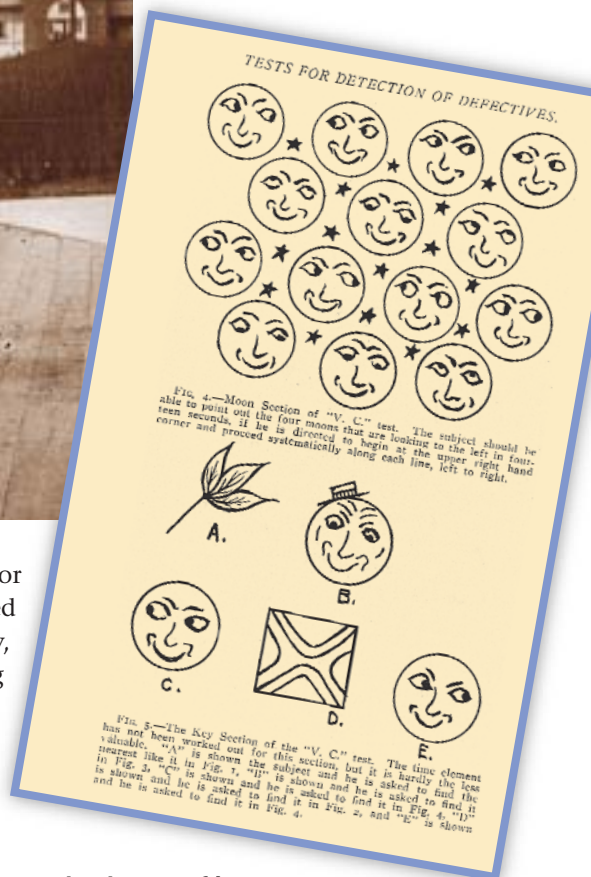 TESTS FOR DETECTION OF DEFECTIVES.
FIG. 4.—Moon Section of "V. C." test. The subject should be
able to point out the four moons that are looking to the left in four-
teen seconds, if he is directed to begin at the upper right hand
corner and proceed systematically along each line, left to right.
A.
B.
C.
D.
E.
FIG. 5.—The Key Section of the "V. C." test. The time element
has not been worked out for this section, but it is hardly the less
valuable. "A" is shown the subject and he is asked to find the
nearest like it in Fig. 1, "B" is shown and he is asked to find it
in Fig. 3, "C" is shown and he is asked to find it in Fig. 4, "D"
is shown and he is asked to find it in Fig. 2, and "E" is shown
and he is asked to find it in Fig. 4.
or